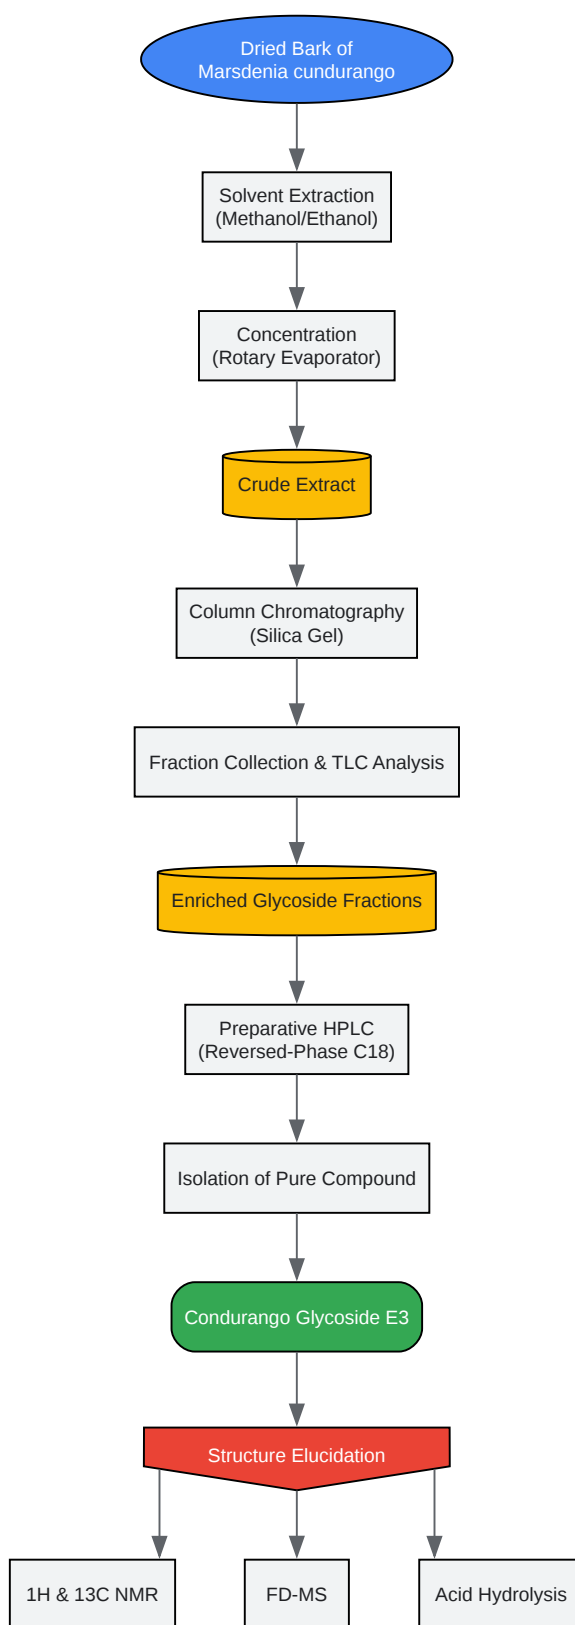 Dried Bark of
Marsdenia cundurango
Solvent Extraction
(Methanol/Ethanol)
Concentration
(Rotary Evaporator)
Crude Extract
Column Chromatography
(Silica Gel)
Fraction Collection & TLC Analysis
Enriched Glycoside Fractions
Preparative HPLC
(Reversed-Phase C18)
Isolation of Pure Compound
Condurango Glycoside E3
Structure Elucidation
1H & 13C NMR
FD-MS
Acid Hydrolysis